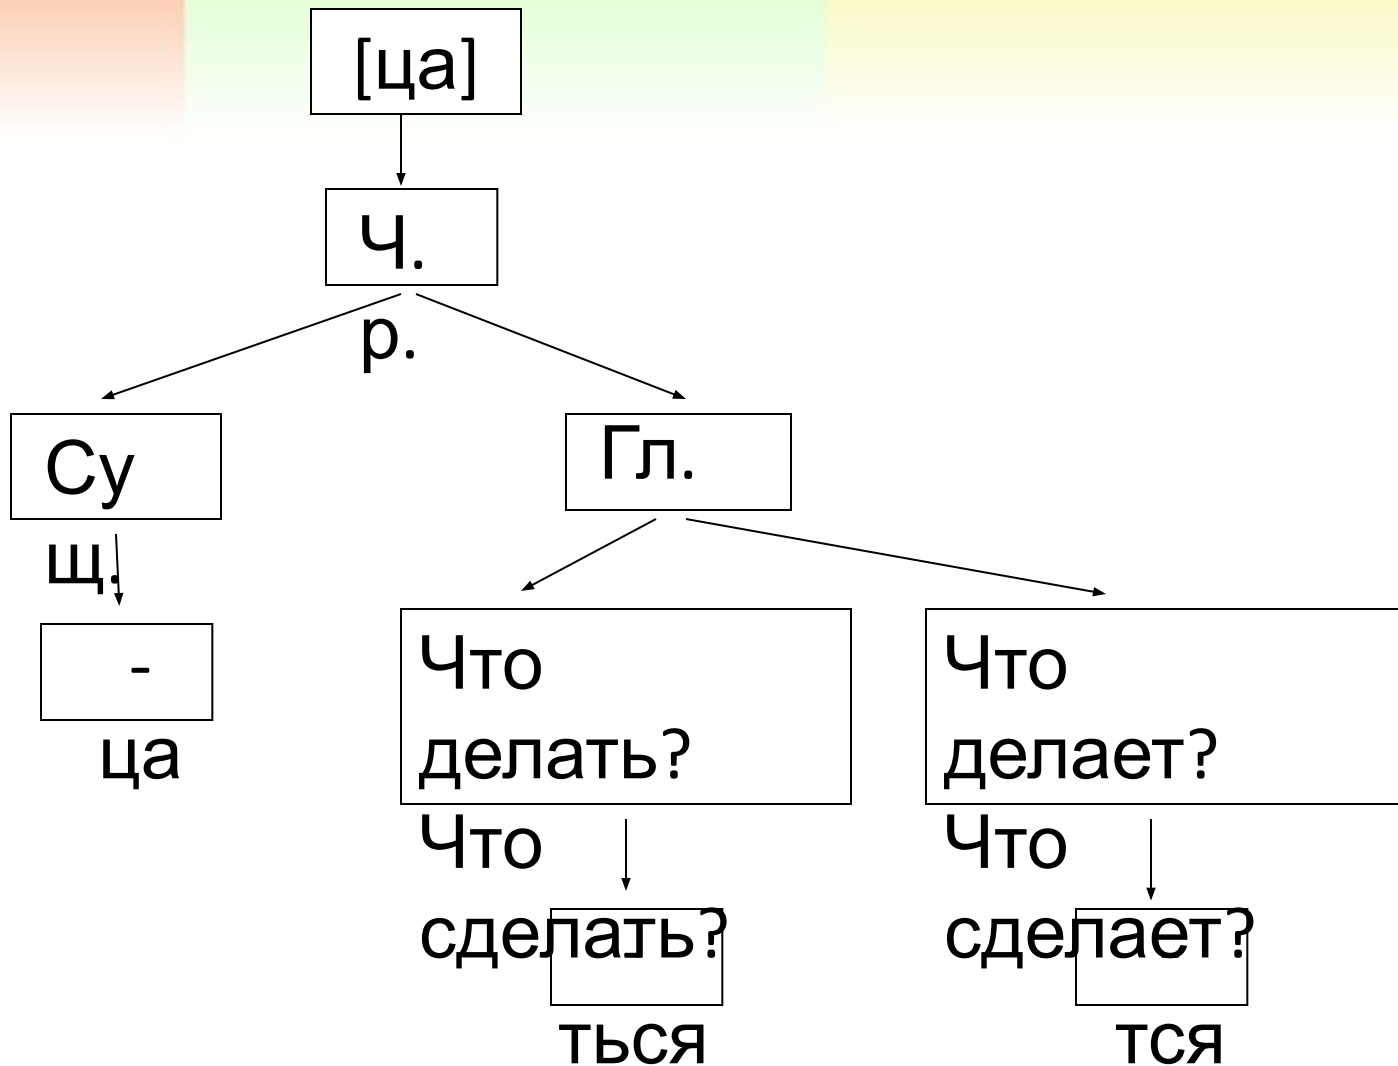 [ца]
Ч.
р.
Су
щ.
Гл.
-
ца
Что
делать?
Что
сделать?
-
ться
Что
делает?
Что
сделает?
тся